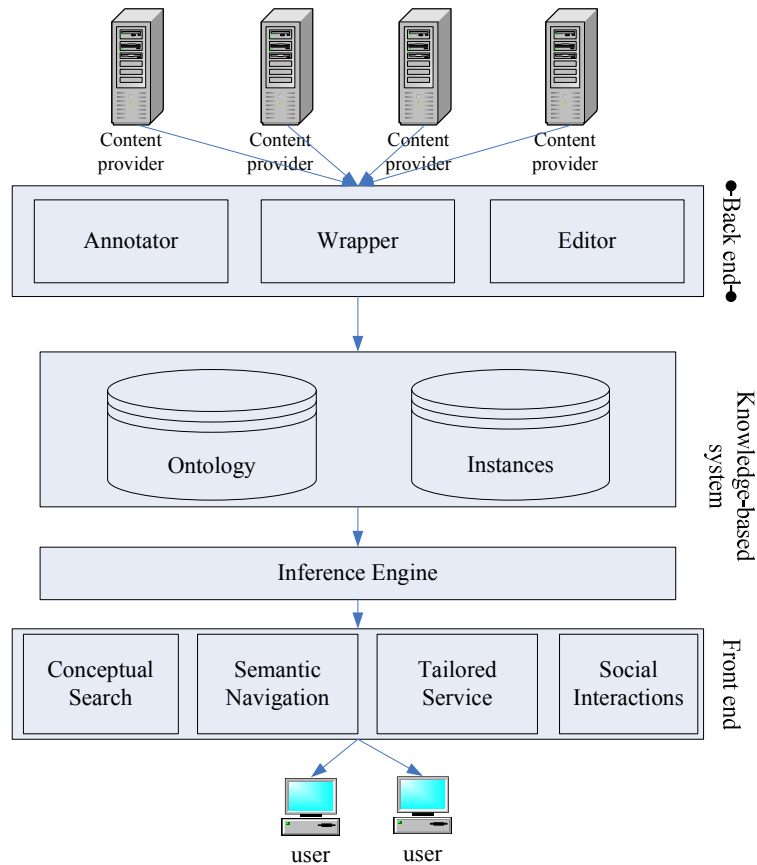 Content
provider
Content
provider
Content
provider
Content
provider
Back end
Annotator
Wrapper
Editor
Knowledge-based
system
Ontology
Instances
Inference Engine
Front end
Conceptual
Search
Semantic
Navigation
Tailored
Service
Social
Interactions
user
user